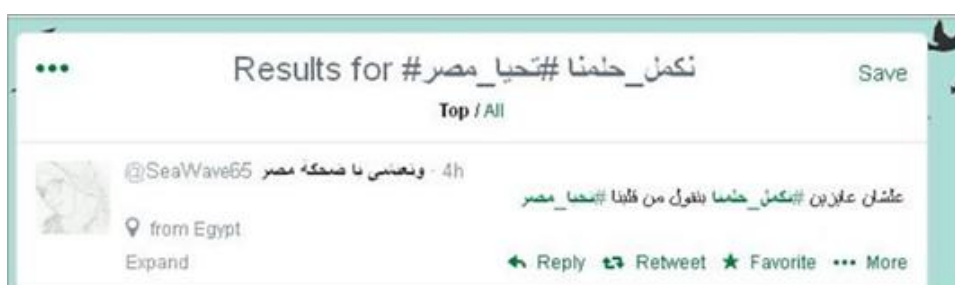 Results for #نكمل_حلمنا #تحيا_مصر
Save
Top / All
@SeaWave65 وتعيشي يا ضحكة مصر · 4h
علشان عايزين #نكمل_حلمنا بنقول من قلبنا #تحيا_مصر
from Egypt
Expand
Reply Retweet Favorite More